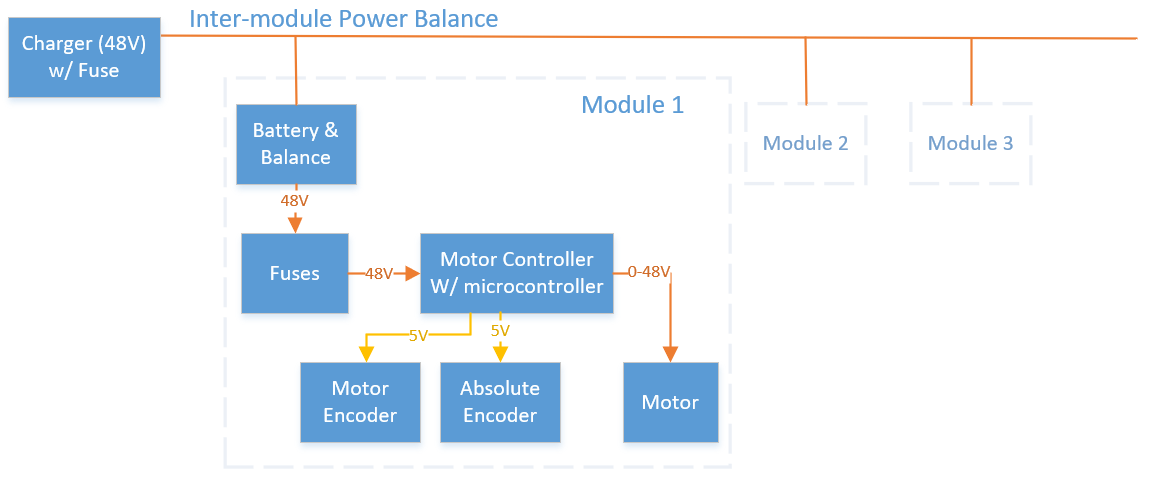 Inter-module Power Balance
Charger (48V)
w/ Fuse
Module 1
Battery &
Balance
Module 2
Module 3
48V
Fuses
48V
Motor Controller
W/ microcontroller
0-48V
5V
5V
Motor
Encoder
Absolute
Encoder
Motor